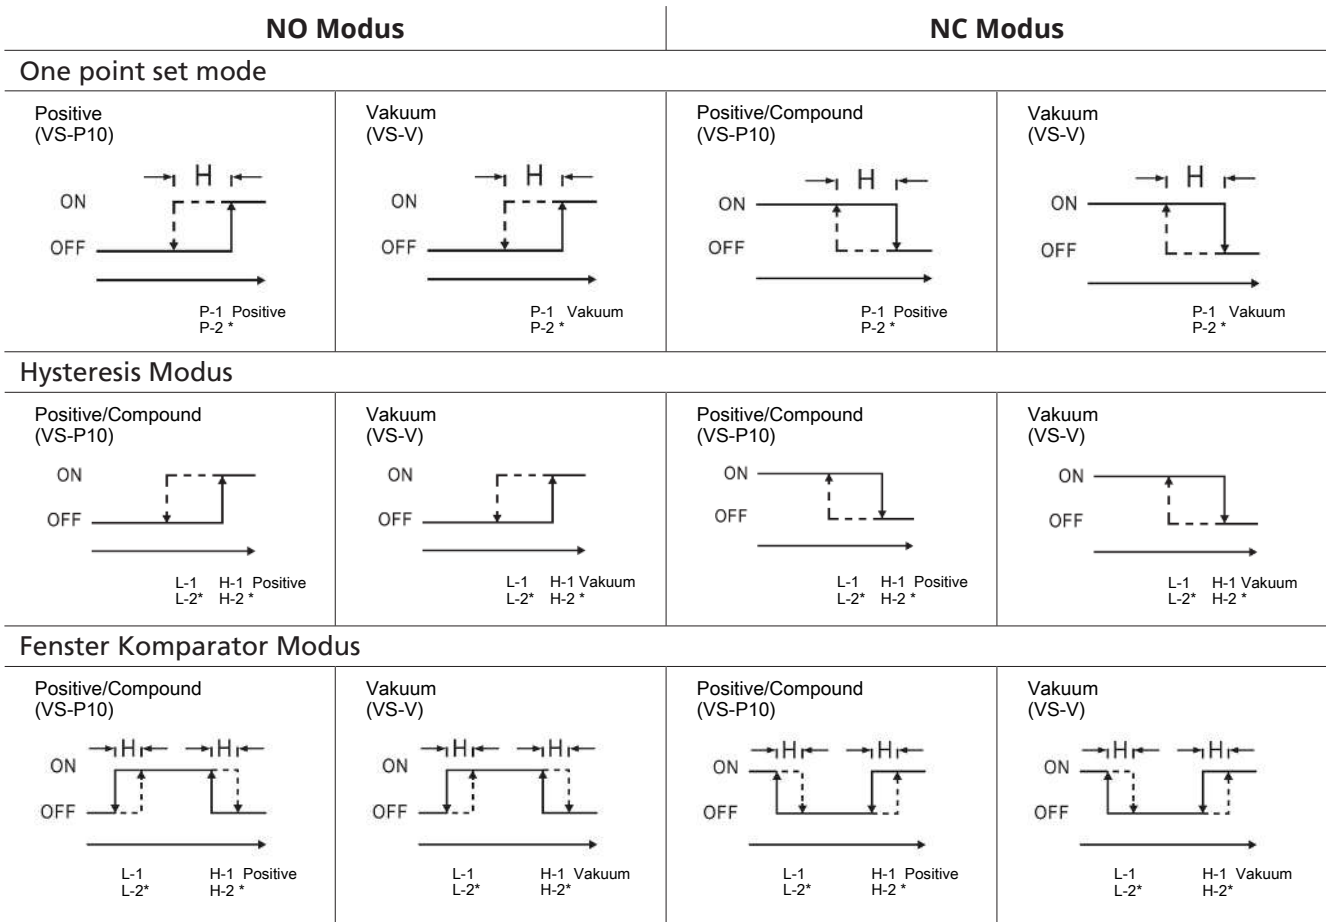 NO Modus
NC Modus
One point set mode
Positive
(VS-P10)
H
ON
OFF
P-1 Positive
P-2 *
Vakuum
(VS-V)
H
ON
OFF
P-1 Vakuum
P-2 *
Positive/Compound
(VS-P10)
H
ON
OFF
P-1 Positive
P-2 *
Vakuum
(VS-V)
H
ON
OFF
P-1 Vakuum
P-2 *
Hysteresis Modus
Positive/Compound
(VS-P10)
ON
OFF
L-1 H-1 Positive
L-2* H-2 *
Vakuum
(VS-V)
ON
OFF
L-1 H-1 Vakuum
L-2* H-2 *
Positive/Compound
(VS-P10)
ON
OFF
L-1 H-1 Positive
L-2* H-2 *
Vakuum
(VS-V)
ON
OFF
L-1 H-1 Vakuum
L-2* H-2 *
Fenster Komparator Modus
Positive/Compound
(VS-P10)
H H
ON
OFF
L-1 H-1 Positive
L-2* H-2 *
Vakuum
(VS-V)
H H
ON
OFF
L-1 H-1 Vakuum
L-2* H-2*
Positive/Compound
(VS-P10)
H H
ON
OFF
L-1 H-1 Positive
L-2* H-2 *
Vakuum
(VS-V)
H H
ON
OFF
L-1 H-1 Vakuum
L-2* H-2*